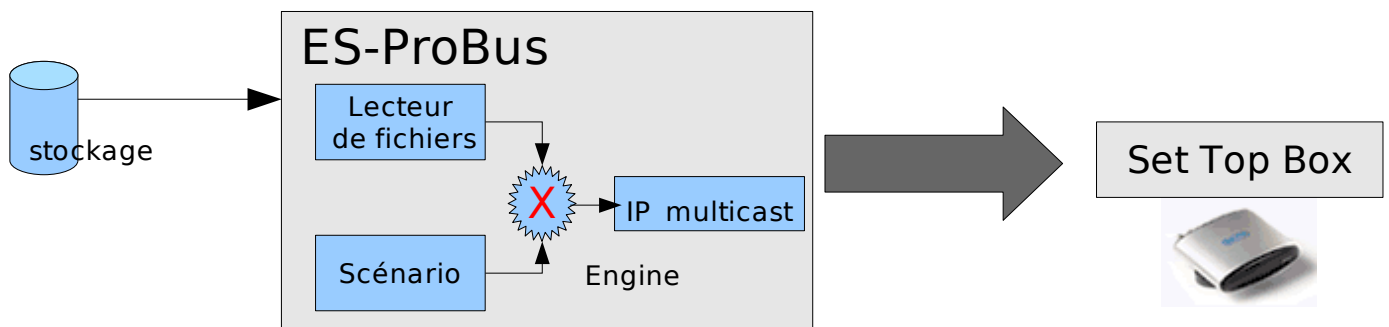 ES-ProBus
Lecteur
de fichiers
stockage
X
IP multicast
Set Top Box
Scénario
Engine